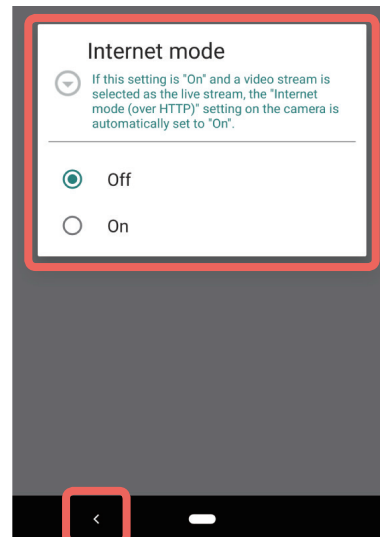 Internet mode
If this setting is "On" and a video stream is
selected as the live stream, the "Internet
mode (over HTTP)" setting on the camera is
automatically set to "On".
Off
On